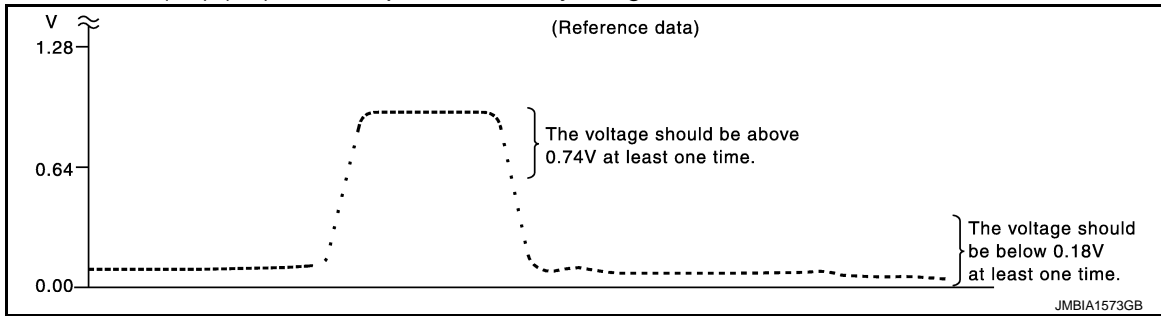 V
(Reference data)
1.28
The voltage should be above
0.74V at least one time.
0.64
The voltage should
be below 0.18V
at least one time.
0.00
JMBIA1573GB